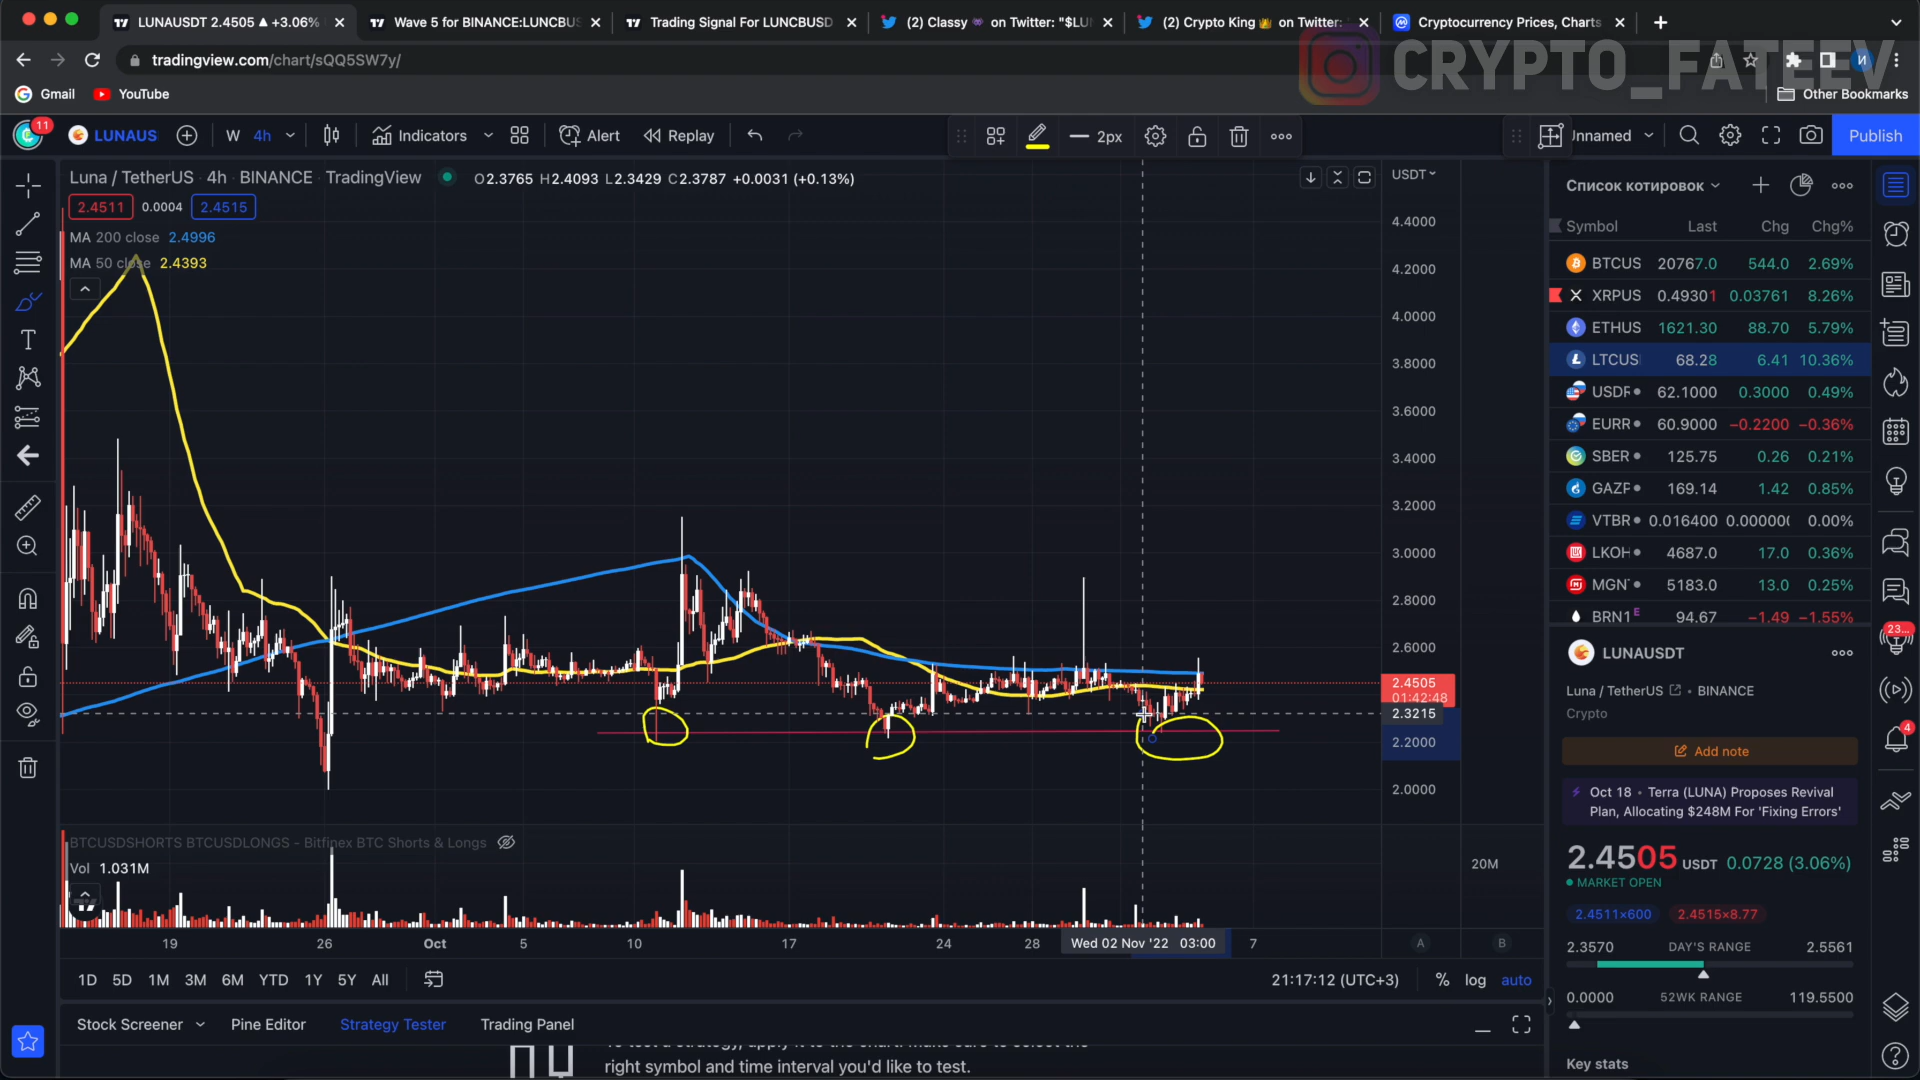 LUNAUSDT 2.4505 ▲ +3.06%
Wave 5 for BINANCE:LUNCBUS
Trading Signal For LUNCBUSD
(2) Classy 👾 on Twitter: "$LU
(2) Crypto King 👑 on Twitter:
Cryptocurrency Prices, Charts
tradingview.com/chart/sQQ5SW7y/
CRYPTO_FATEEV
Gmail
YouTube
Other Bookmarks
11
LUNAUS
W
4h
Indicators
Alert
Replay
2px
Unnamed
Publish
Luna / TetherUS · 4h · BINANCE · TradingView
O2.3765 H2.4093 L2.3429 C2.3787 +0.0031 (+0.13%)
2.4511 0.0004 2.4515
MA 200 close 2.4996
MA 50 close 2.4393
USDT
4.4000
4.2000
4.0000
3.8000
3.6000
3.4000
3.2000
3.0000
2.8000
2.6000
2.4505
01:42:48
2.3215
2.2000
2.0000
BTCUSDSHORTS BTCUSDLONGS - Bitfinex BTC Shorts & Longs
Vol 1.031M
20M
19 26 Oct 5 10 17 24 28 Wed 02 Nov '22 03:00 7 A B
1D 5D 1M 3M 6M YTD 1Y 5Y All
21:17:12 (UTC+3) % log auto
Stock Screener Pine Editor Strategy Tester Trading Panel
right symbol and time interval you'd like to test.
Список котировок
Symbol Last Chg Chg%
BTCUS 20767.0 544.0 2.69%
XRPUS 0.49301 0.03761 8.26%
ETHUS 1621.30 88.70 5.79%
LTCUS 68.28 6.41 10.36%
USDR 62.1000 0.3000 0.49%
EURR 60.9000 −0.2200 −0.36%
SBER 125.75 0.26 0.21%
GAZP 169.14 1.42 0.85%
VTBR 0.016400 0.000000 0.00%
LKOH 4687.0 17.0 0.36%
MGNT 5183.0 13.0 0.25%
BRN1 E 94.67 −1.49 −1.55%
LUNAUSDT
Luna / TetherUS • BINANCE
Crypto
Add note
Oct 18 • Terra (LUNA) Proposes Revival
Plan, Allocating $248M For 'Fixing Errors'
2.4505 USDT 0.0728 (3.06%)
MARKET OPEN
2.4511×600 2.4515×8.77
2.3570 DAY'S RANGE 2.5561
0.0000 52WK RANGE 119.5500
Key stats
23...
4